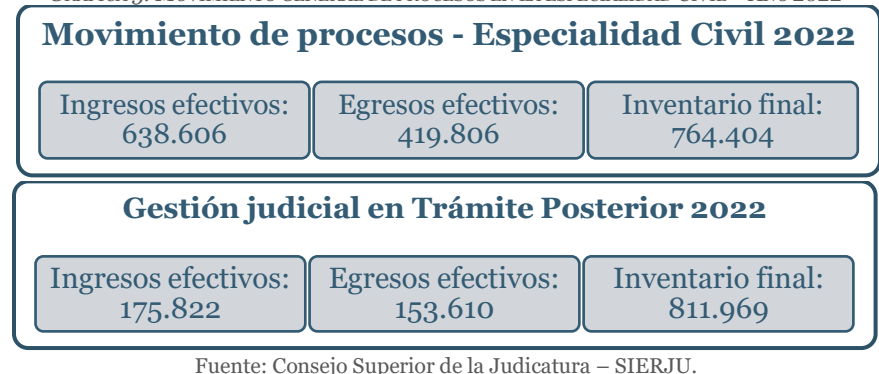 Movimiento de procesos - Especialidad Civil 2022
Ingresos efectivos:
638.606
Egresos efectivos:
419.806
Inventario final:
764.404
Gestión judicial en Trámite Posterior 2022
Ingresos efectivos:
175.822
Egresos efectivos:
153.610
Inventario final:
811.969
Fuente: Consejo Superior de la Judicatura – SIERJU.